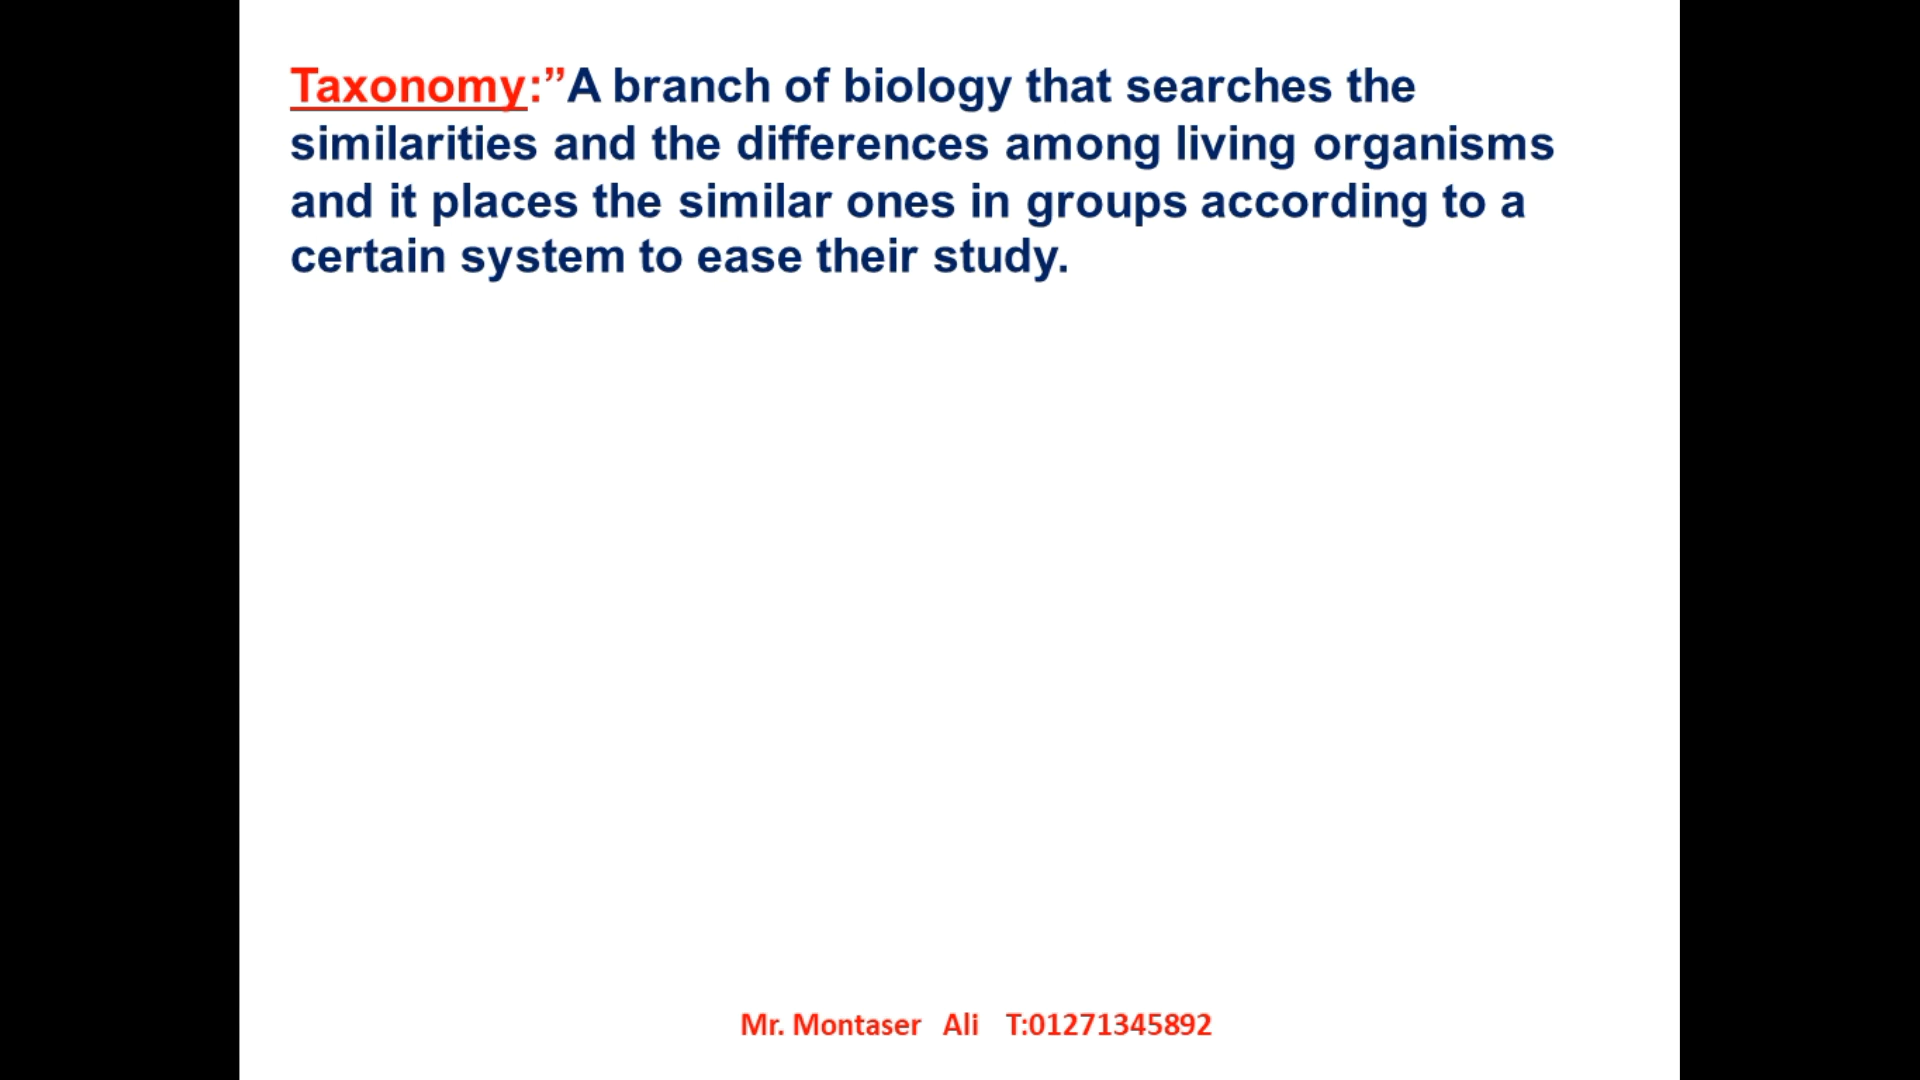 Taxonomy:”A branch of biology that searches the
similarities and the differences among living organisms
and it places the similar ones in groups according to a
certain system to ease their study.
Mr. Montaser Ali T:01271345892